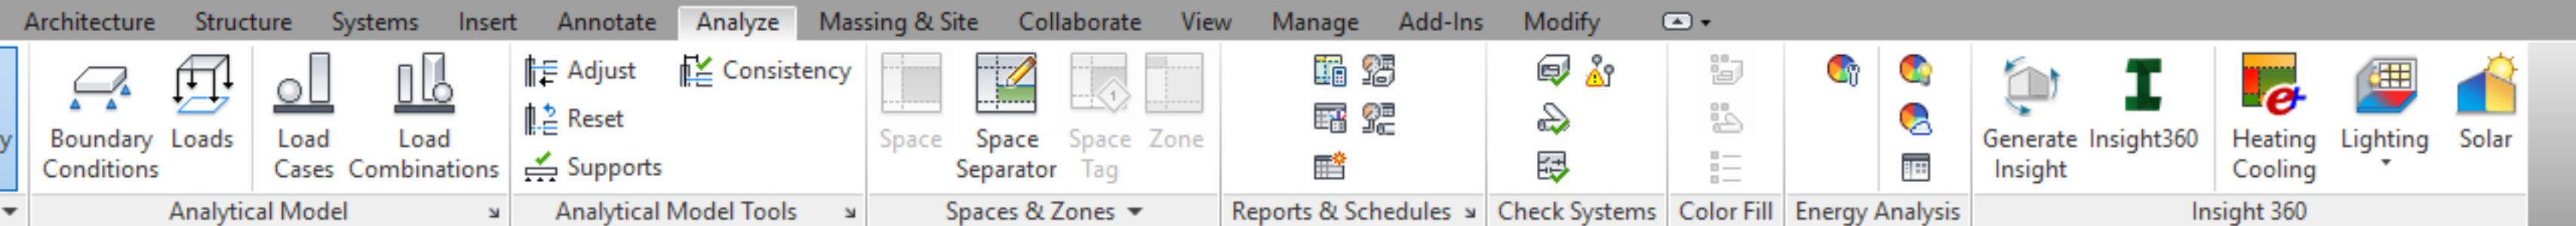 Architecture Structure Systems Insert Annotate Analyze Massing & Site Collaborate View Manage Add-Ins Modify
y
Boundary Conditions
Loads
Load Cases
Load Combinations
Analytical Model
Adjust
Reset
Supports
Consistency
Analytical Model Tools
Space
Space Separator
1
Space Tag
Zone
Spaces & Zones
Reports & Schedules
Check Systems
Color Fill
Energy Analysis
Generate Insight
Insight360
e+
Heating Cooling
Lighting
Solar
Insight 360